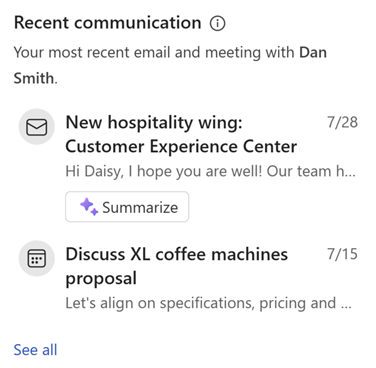 Recent communication
Your most recent email and meeting with Dan
Smith.
New hospitality wing:
7/28
Customer Experience Center
Hi Daisy, I hope you are well! Our team h...
Summarize
Discuss XL coffee machines
7/15
proposal
Let's align on specifications, pricing and ...
See all